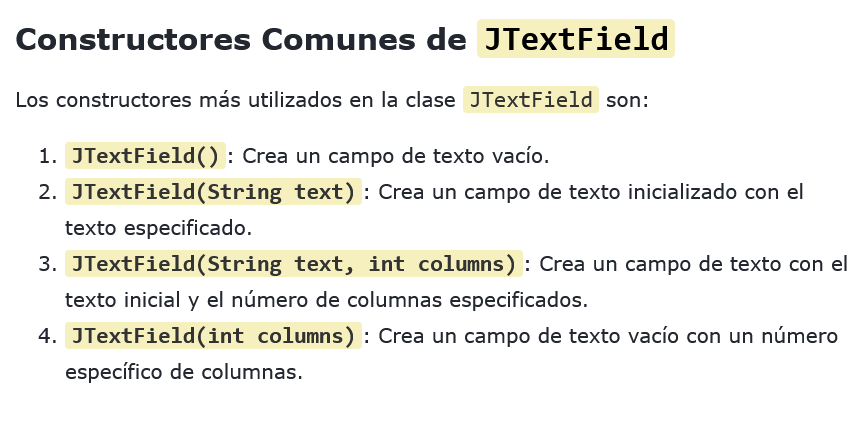 Constructores Comunes de JTextField
Los constructores más utilizados en la clase JTextField son:
1. JTextField(): Crea un campo de texto vacío.
2. JTextField(String text): Crea un campo de texto inicializado con el
texto especificado.
3. JTextField(String text, int columns): Crea un campo de texto con el
texto inicial y el número de columnas especificados.
4. JTextField(int columns): Crea un campo de texto vacío con un número
específico de columnas.